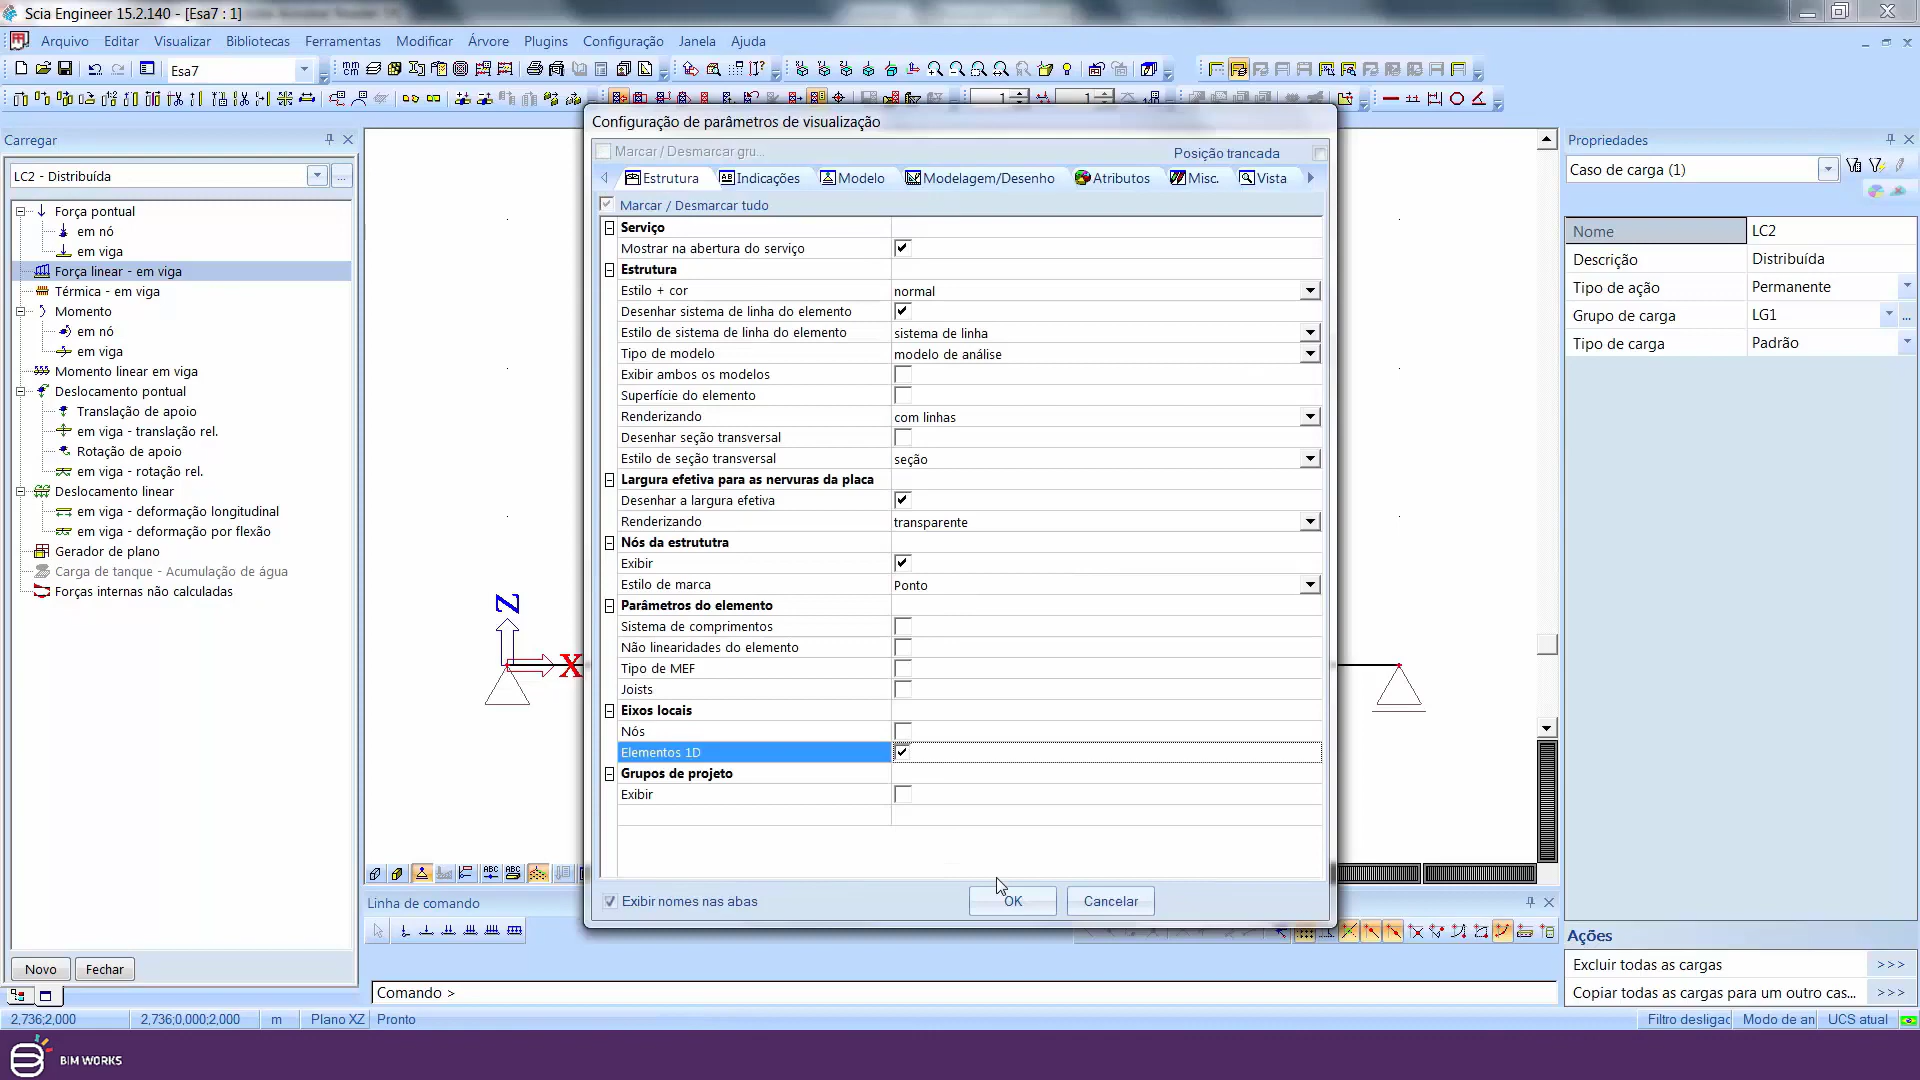 Scia Engineer 15.2.140 - [Esa7 : 1]
Arquivo Editar Visualizar Bibliotecas Ferramentas Modificar Árvore Plugins Configuração Janela Ajuda
Esa7
1 1
Carregar
LC2 - Distribuída
...
Força pontual
em nó
em viga
Força linear - em viga
Térmica - em viga
Momento
em nó
em viga
Momento linear em viga
Deslocamento pontual
Translação de apoio
em viga - translação rel.
Rotação de apoio
em viga - rotação rel.
Deslocamento linear
em viga - deformação longitudinal
em viga - deformação por flexão
Gerador de plano
Carga de tanque - Acumulação de água
Forças internas não calculadas
Novo Fechar
Z
X
Configuração de parâmetros de visualização
Marcar / Desmarcar gru... Posição trancada
Estrutura Indicações Modelo Modelagem/Desenho Atributos Misc. Vista
Marcar / Desmarcar tudo
Serviço
Mostrar na abertura do serviço
Estrutura
Estilo + cor normal
Desenhar sistema de linha do elemento
Estilo de sistema de linha do elemento sistema de linha
Tipo de modelo modelo de análise
Exibir ambos os modelos
Superfície do elemento
Renderizando com linhas
Desenhar seção transversal
Estilo de seção transversal seção
Largura efetiva para as nervuras da placa
Desenhar a largura efetiva
Renderizando transparente
Nós da estrututra
Exibir
Estilo de marca Ponto
Parâmetros do elemento
Sistema de comprimentos
Não linearidades do elemento
Tipo de MEF
Joists
Eixos locais
Nós
Elementos 1D
Grupos de projeto
Exibir
Exibir nomes nas abas OK Cancelar
Propriedades
Caso de carga (1)
Nome LC2
Descrição Distribuída
Tipo de ação Permanente
Grupo de carga LG1 ...
Tipo de carga Padrão
Ações
Excluir todas as cargas >>>
Copiar todas as cargas para um outro cas... >>>
Linha de comando
Comando >
2,736;2,000 2,736;0,000;2,000 m Plano XZ Pronto Filtro desligac Modo de an UCS atual
BIM WORKS